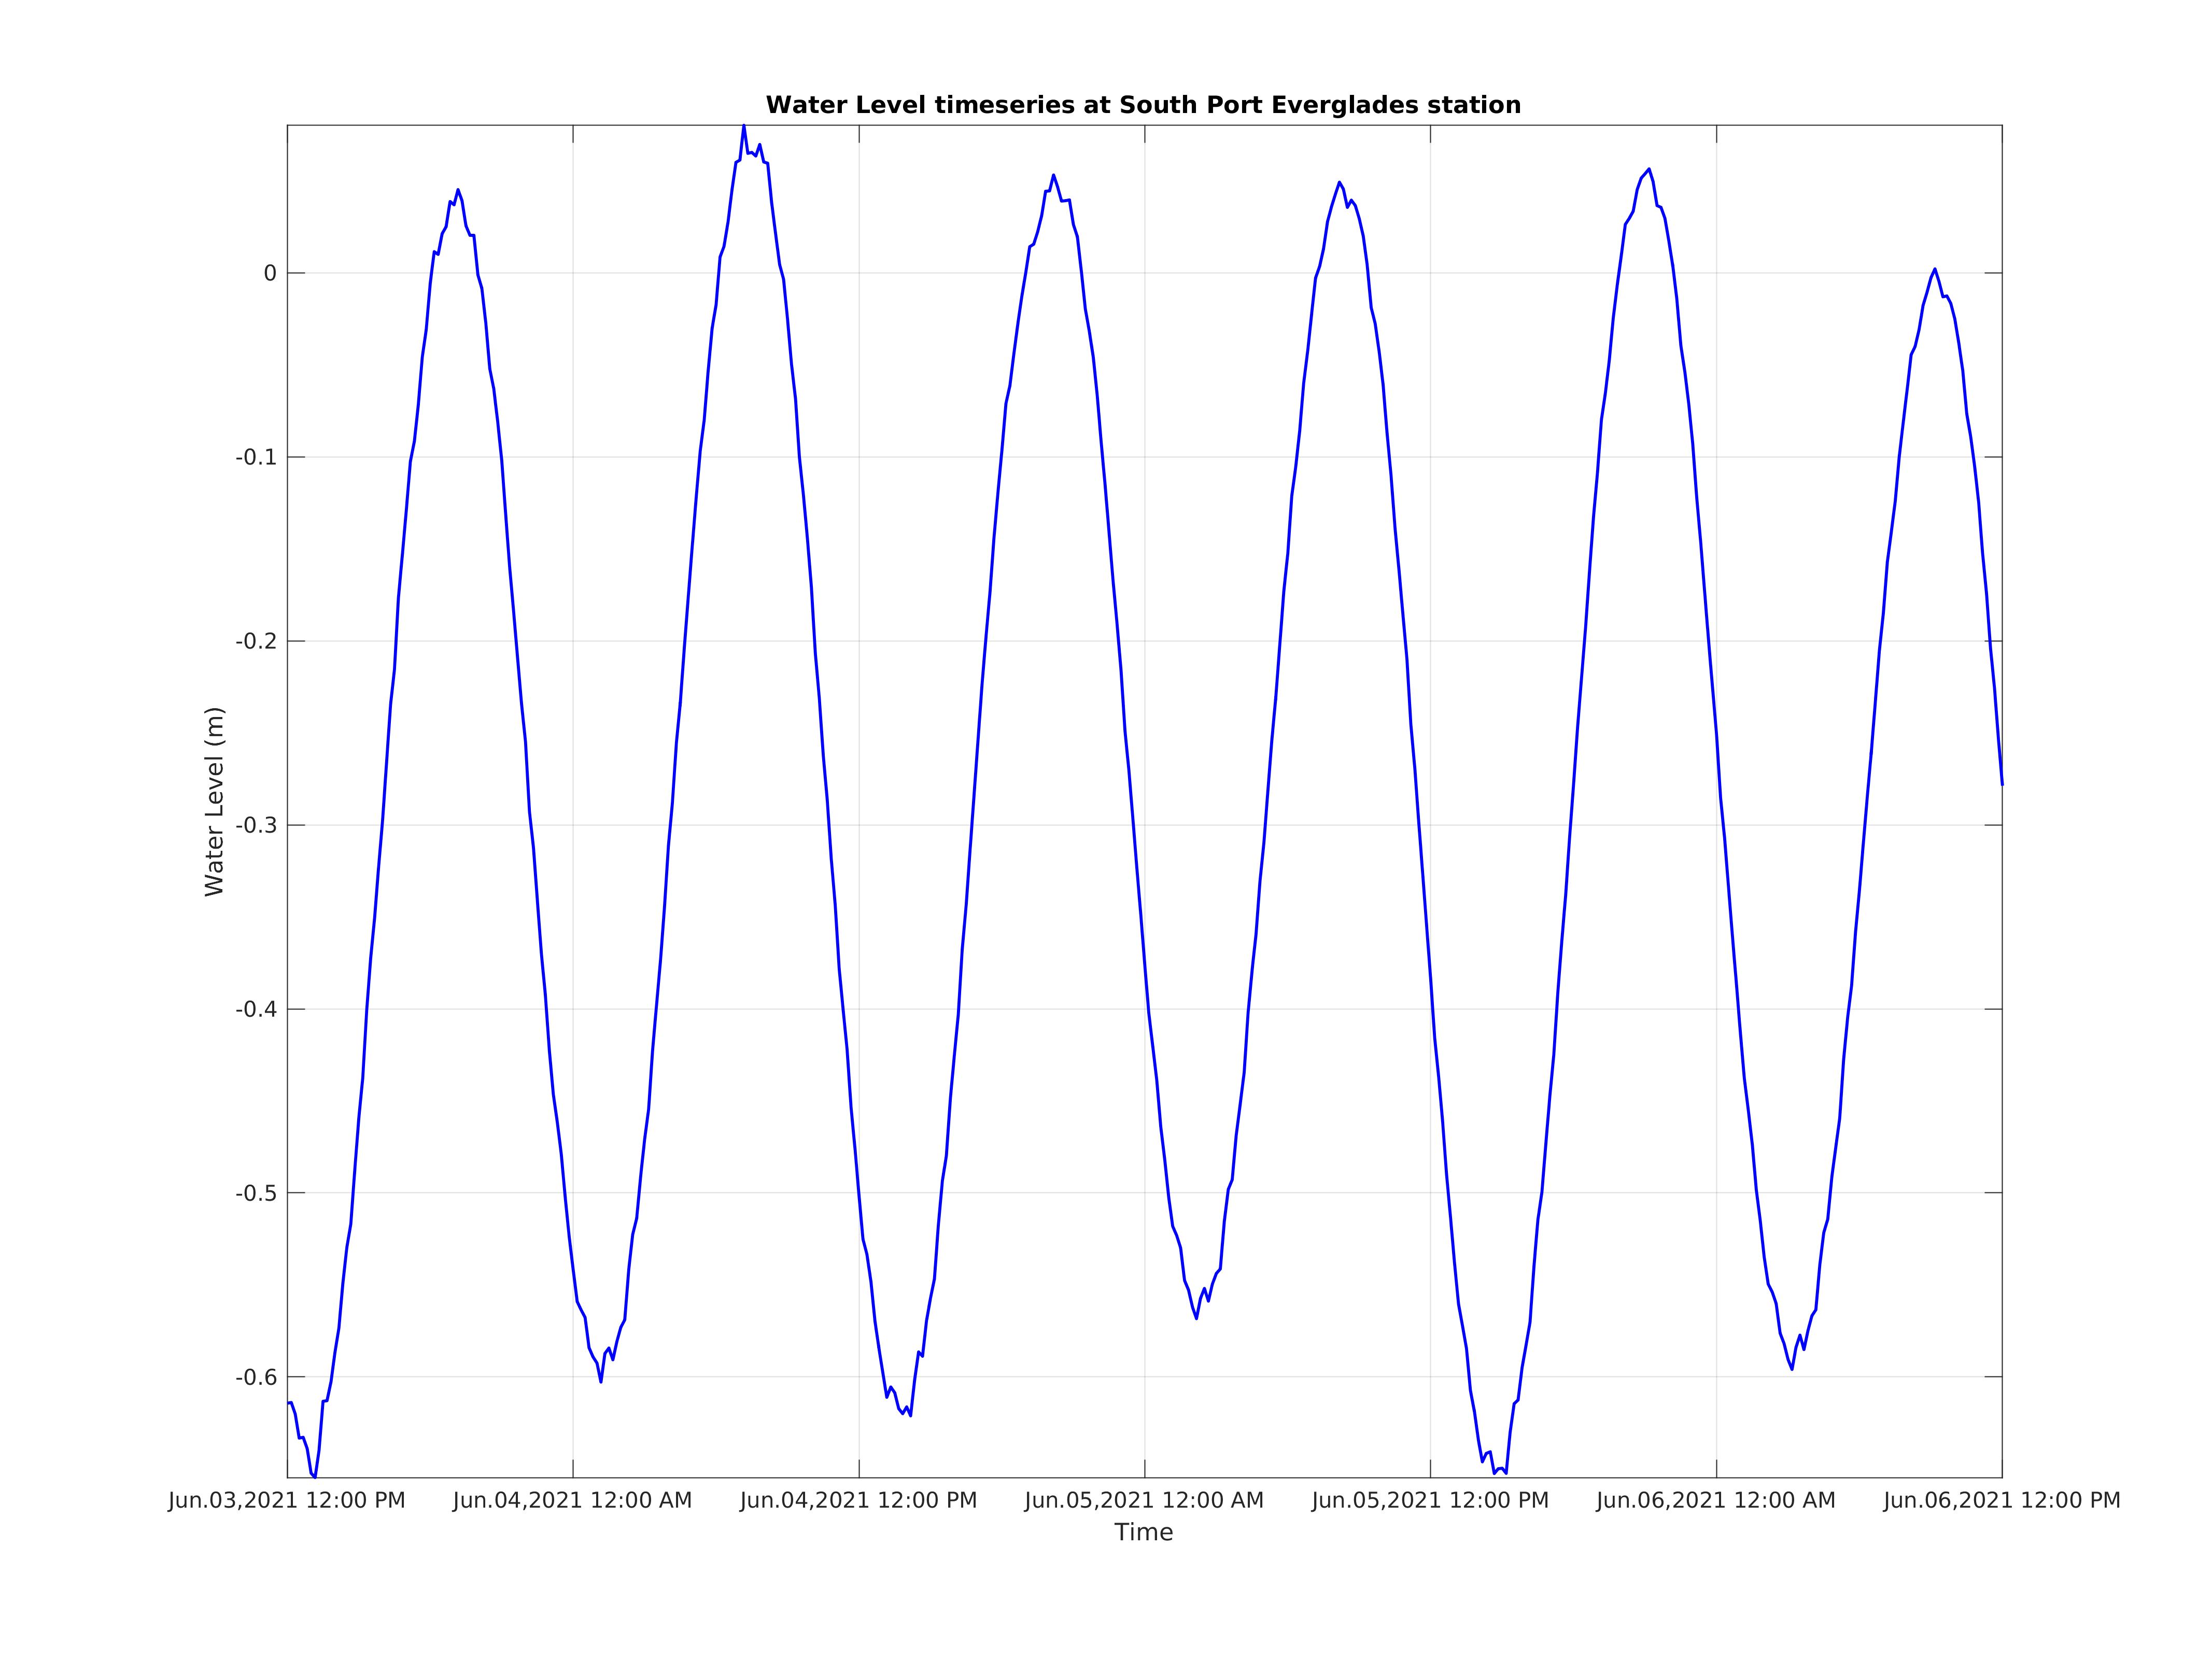 Water Level timeseries at South Port Everglades station
0
-0.1
-0.2
-0.3
-0.4
-0.5
-0.6
Water Level (m)
Jun.03,2021 12:00 PM Jun.04,2021 12:00 AM Jun.04,2021 12:00 PM Jun.05,2021 12:00 AM Jun.05,2021 12:00 PM Jun.06,2021 12:00 AM Jun.06,2021 12:00 PM
Time